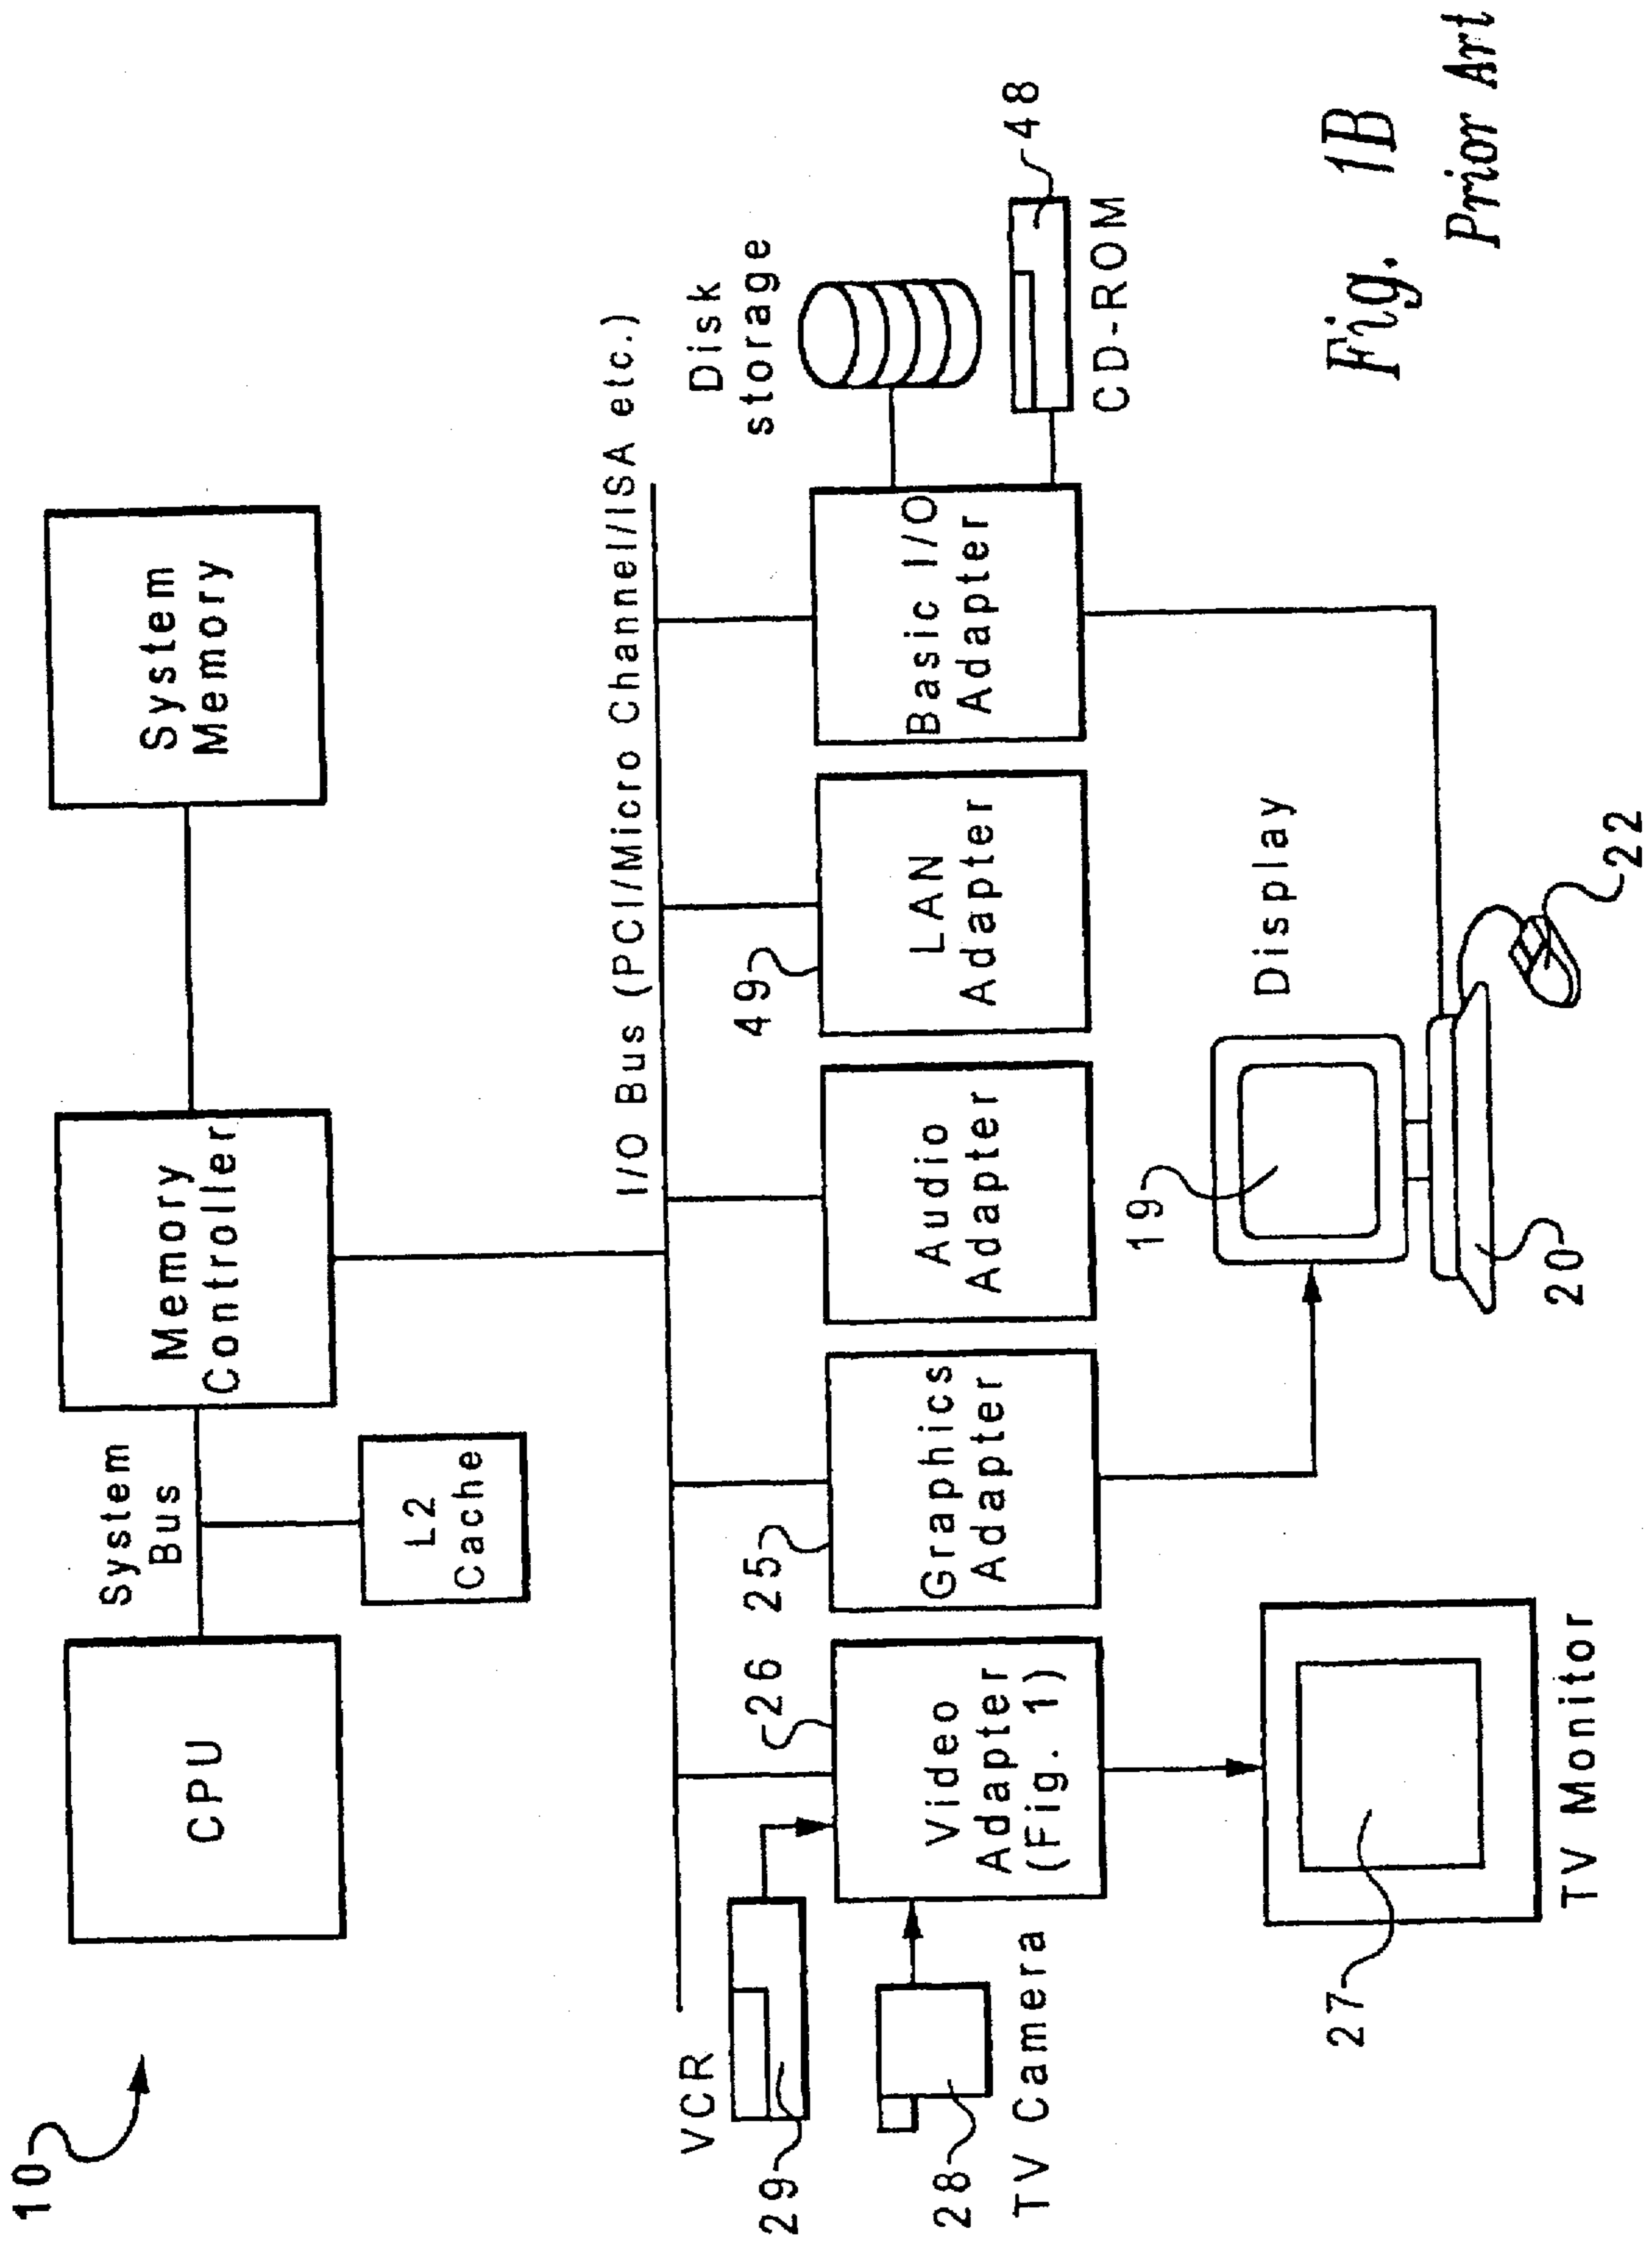 10
CPU
System
Bus
L2
Cache
Memory
Controller
System
Memory
I/O Bus (PCI/Micro Channel/ISA etc.)
VCR
29
28
TV Camera
26
Video
Adapter
(Fig. 1)
25
Graphics
Adapter
Audio
Adapter
49
LAN
Adapter
Basic I/O
Adapter
Disk
storage
48
CD-ROM
27
TV Monitor
19
Display
20
22
Fig. 1B
Prior Art